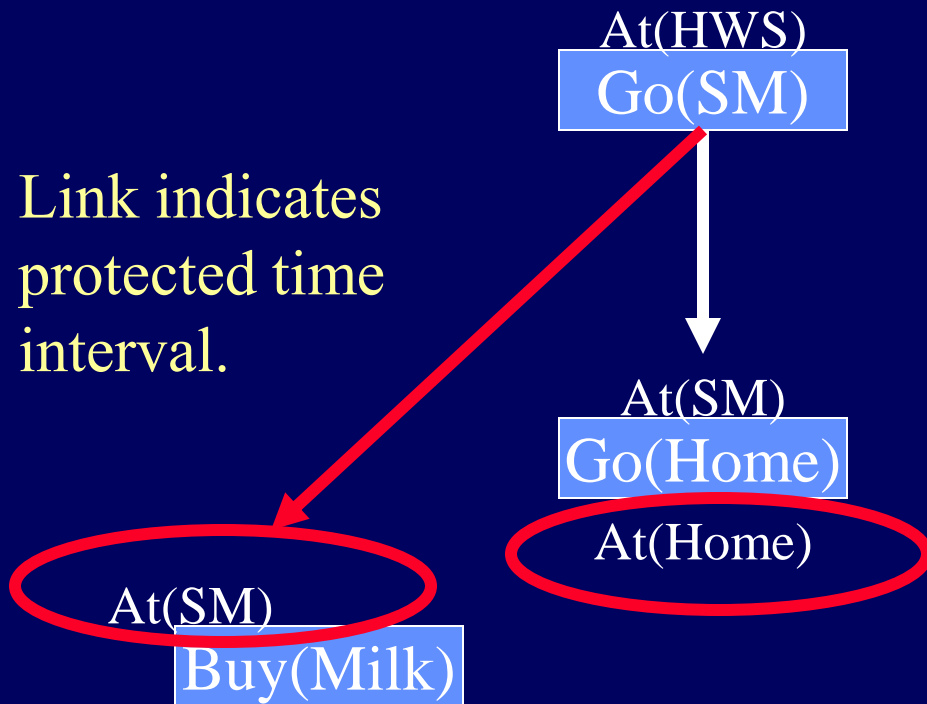 At(HWS)
Go(SM)
Link indicates
protected time
interval.
At(SM)
Go(Home)
At(Home)
At(SM)
Buy(Milk)